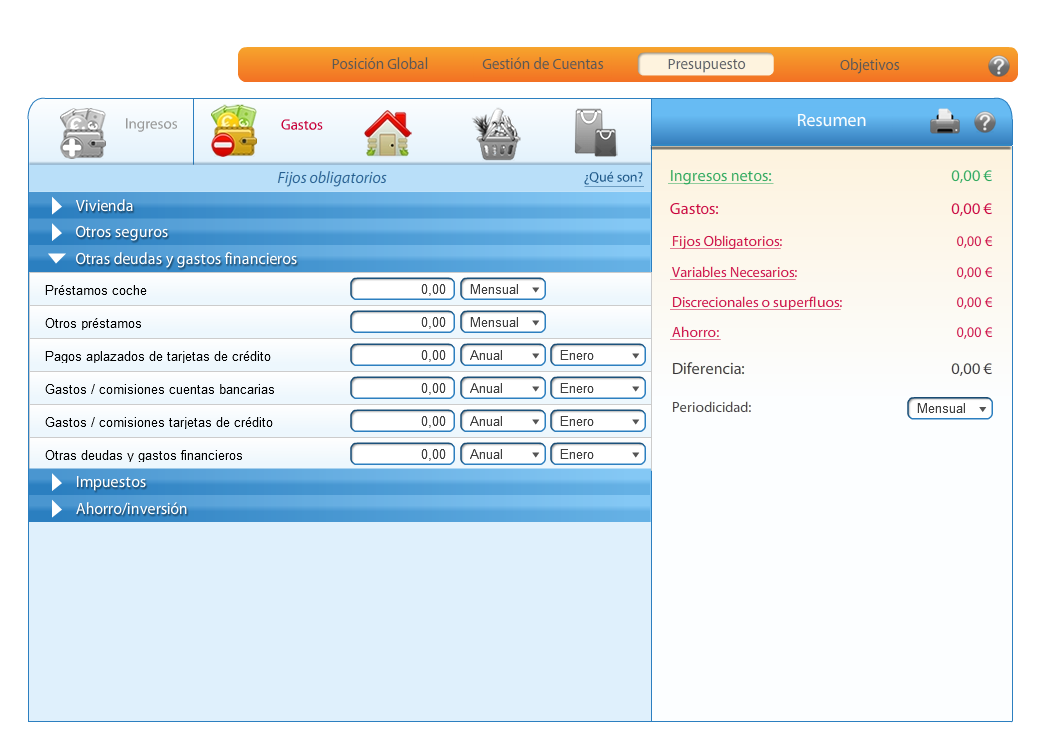 Posición Global Gestión de Cuentas Presupuesto Objetivos ?
Ingresos Gastos
Fijos obligatorios ¿Qué son?
Vivienda
Otros seguros
Otras deudas y gastos financieros
Préstamos coche 0,00 Mensual
Otros préstamos 0,00 Mensual
Pagos aplazados de tarjetas de crédito 0,00 Anual Enero
Gastos / comisiones cuentas bancarias 0,00 Anual Enero
Gastos / comisiones tarjetas de crédito 0,00 Anual Enero
Otras deudas y gastos financieros 0,00 Anual Enero
Impuestos
Ahorro/inversión
Resumen ?
Ingresos netos: 0,00 €
Gastos: 0,00 €
Fijos Obligatorios: 0,00 €
Variables Necesarios: 0,00 €
Discrecionales o superfluos: 0,00 €
Ahorro: 0,00 €
Diferencia: 0,00 €
Periodicidad: Mensual